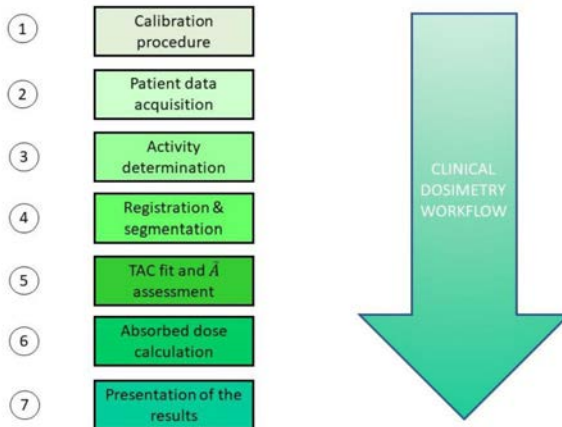 1
Calibration
procedure
2
Patient data
acquisition
3
Activity
determination
4
Registration &
segmentation
5
TAC fit and Ã
assessment
6
Absorbed dose
calculation
7
Presentation of the
results
CLINICAL
DOSIMETRY
WORKFLOW